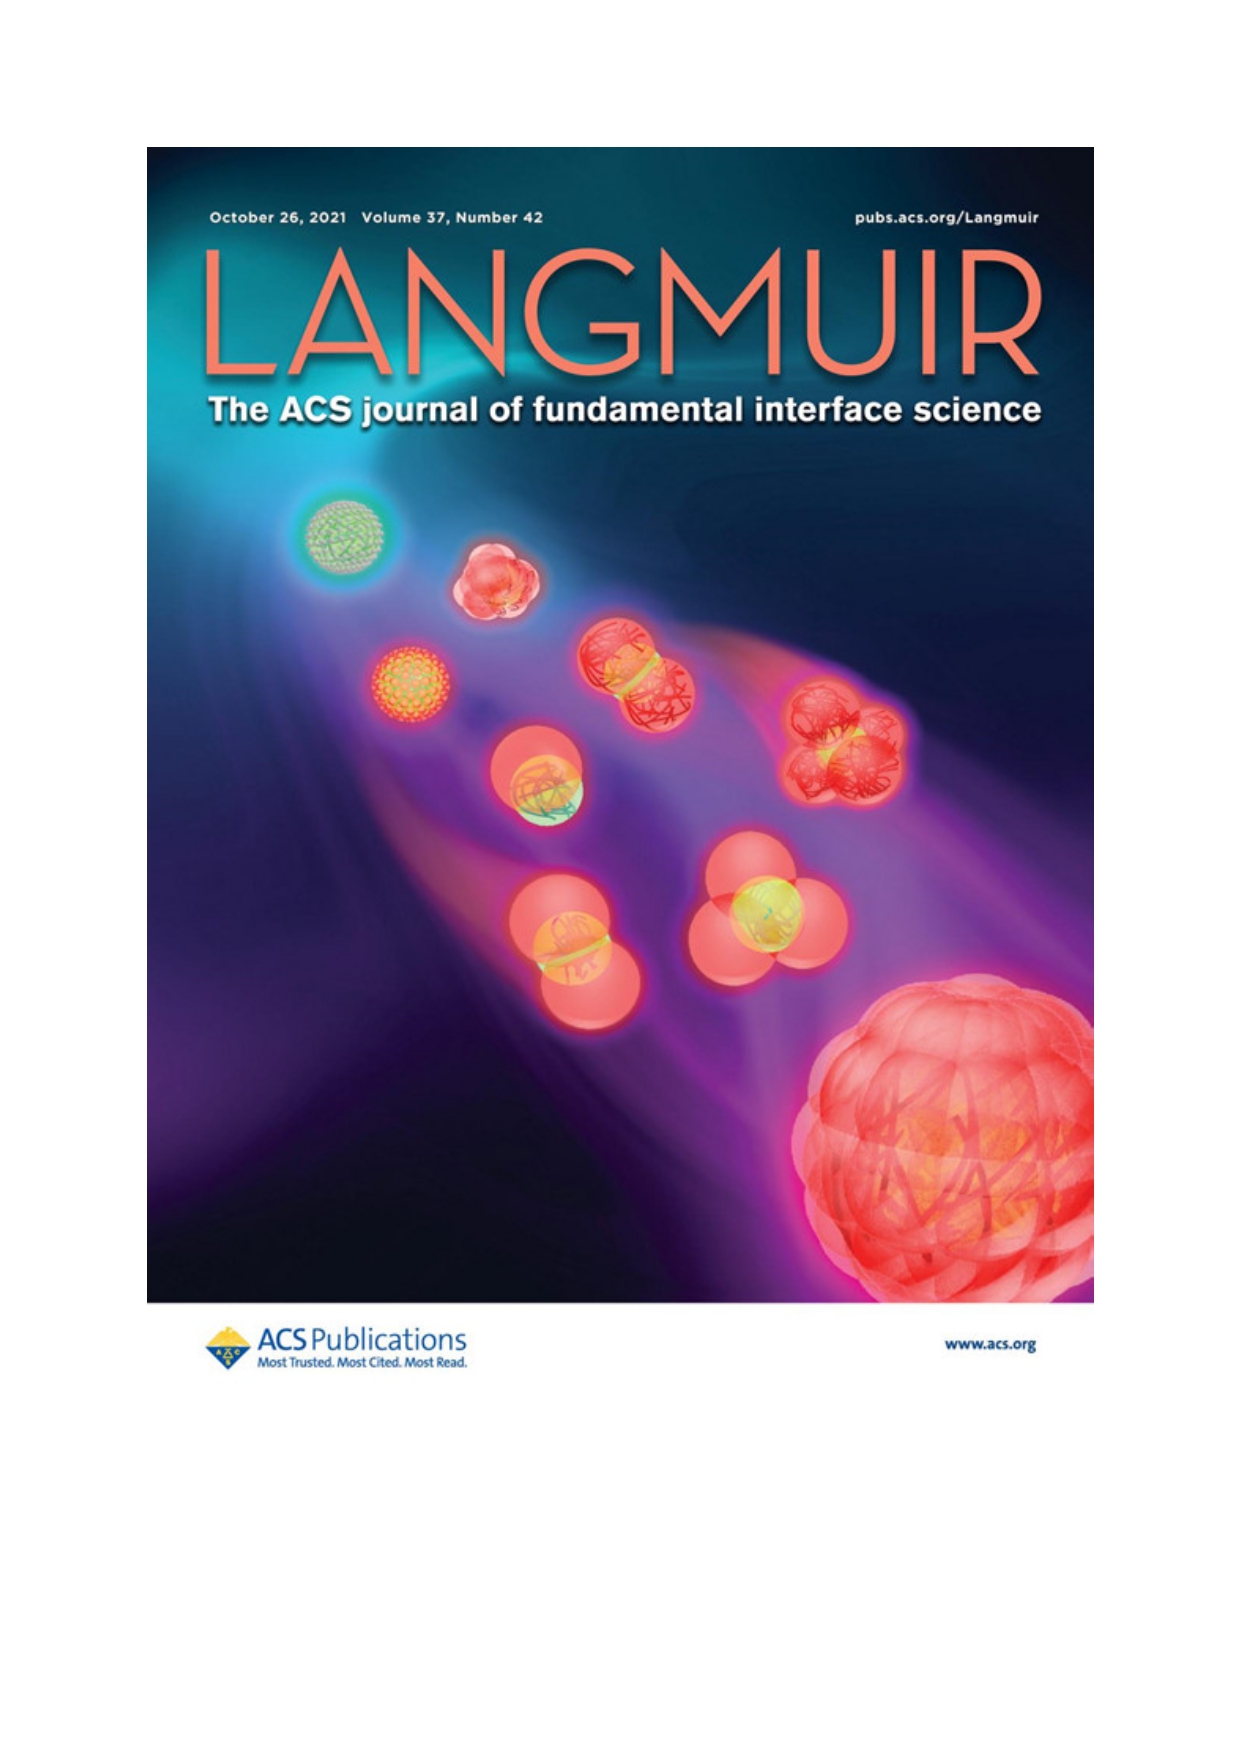 October 26, 2021 Volume 37, Number 42 pubs.acs.org/Langmuir
LANGMUIR
The ACS journal of fundamental interface science
ACS Publications www.acs.org
Most Trusted. Most Cited. Most Read.
A C S